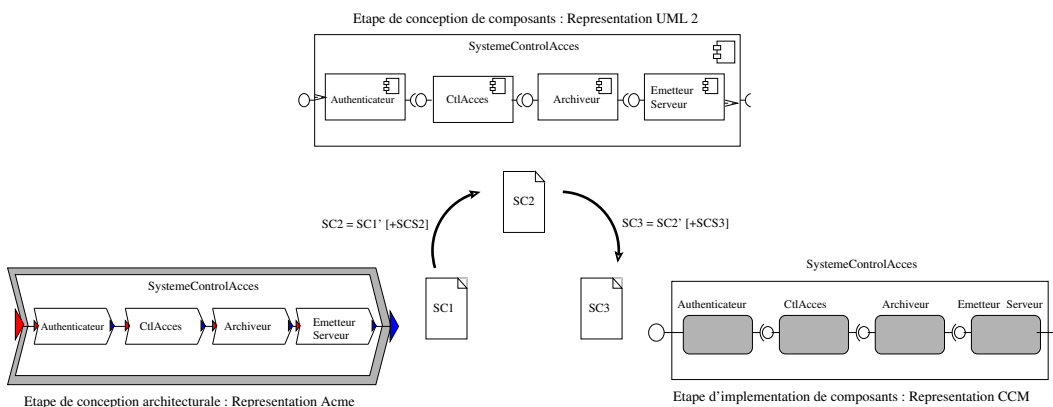 Etape de conception de composants : Representation UML 2
SystemeControlAcces
Authenticateur
CtlAcces
Archiveur
Emetteur
Serveur
SC2
SC2 = SC1' [+SCS2]
SC3 = SC2' [+SCS3]
SystemeControlAcces
Authenticateur
CtlAcces
Archiveur
Emetteur
Serveur
SC1
SC3
SystemeControlAcces
Authenticateur
CtlAcces
Archiveur
Emetteur Serveur
Etape de conception architecturale : Representation Acme
Etape d'implementation de composants : Representation CCM